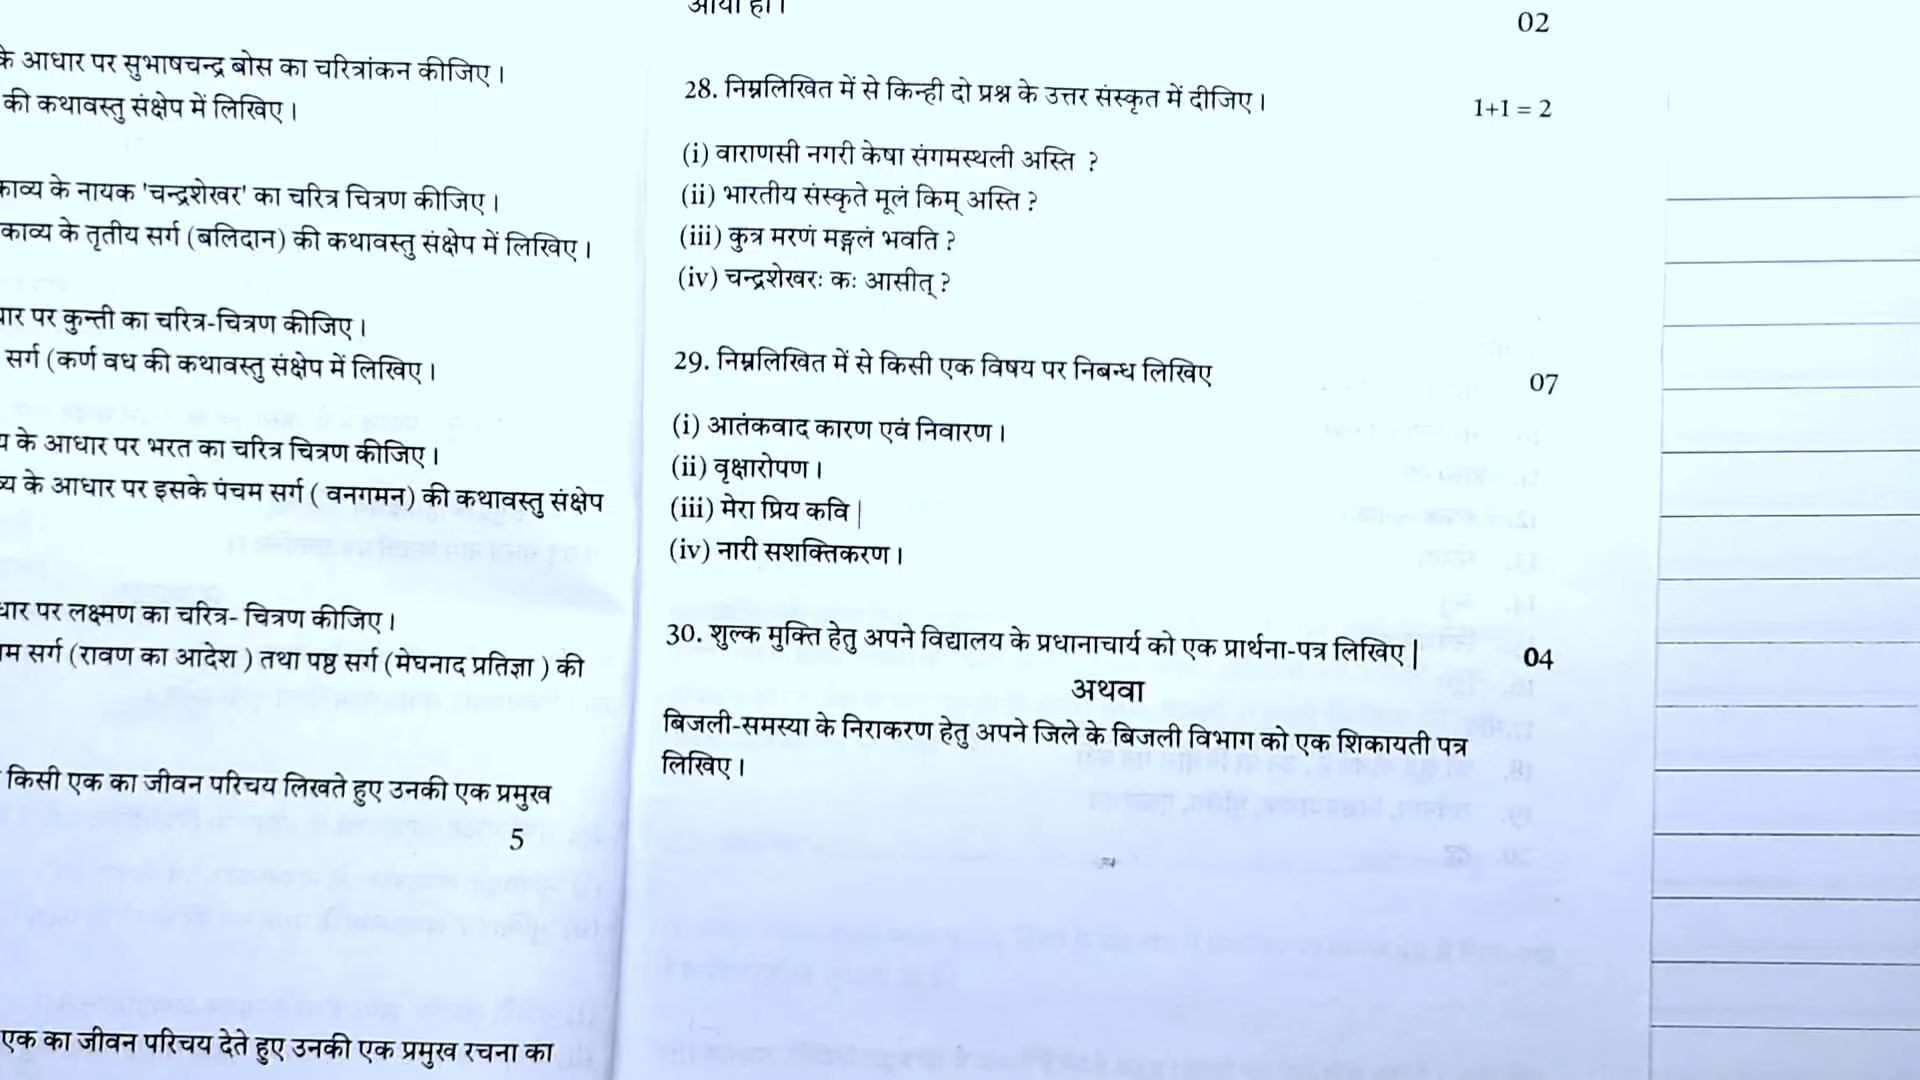 के आधार पर सुभाषचन्द्र बोस का चरित्रांकन कीजिए ।
की कथावस्तु संक्षेप में लिखिए ।
काव्य के नायक 'चन्द्रशेखर' का चरित्र चित्रण कीजिए ।
काव्य के तृतीय सर्ग (बलिदान) की कथावस्तु संक्षेप में लिखिए ।
पर कुन्ती का चरित्र-चित्रण कीजिए ।
सर्ग (कर्ण वध की कथावस्तु संक्षेप में लिखिए ।
के आधार पर भरत का चरित्र चित्रण कीजिए ।
के आधार पर इसके पंचम सर्ग ( वनगमन) की कथावस्तु संक्षेप
पर लक्ष्मण का चरित्र- चित्रण कीजिए ।
सर्ग (रावण का आदेश ) तथा पष्ठ सर्ग (मेघनाद प्रतिज्ञा ) की
किसी एक का जीवन परिचय लिखते हुए उनकी एक प्रमुख
5
एक का जीवन परिचय देते हुए उनकी एक प्रमुख रचना का
आया हो ।
02
28. निम्नलिखित में से किन्ही दो प्रश्न के उत्तर संस्कृत में दीजिए । 1+1 = 2
(i) वाराणसी नगरी केषा संगमस्थली अस्ति ?
(ii) भारतीय संस्कृते मूलं किम् अस्ति ?
(iii) कुत्र मरणं मङ्गलं भवति ?
(iv) चन्द्रशेखरः कः आसीत् ?
29. निम्नलिखित में से किसी एक विषय पर निबन्ध लिखिए 07
(i) आतंकवाद कारण एवं निवारण ।
(ii) वृक्षारोपण ।
(iii) मेरा प्रिय कवि |
(iv) नारी सशक्तिकरण ।
30. शुल्क मुक्ति हेतु अपने विद्यालय के प्रधानाचार्य को एक प्रार्थना-पत्र लिखिए | 04
अथवा
बिजली-समस्या के निराकरण हेतु अपने जिले के बिजली विभाग को एक शिकायती पत्र
लिखिए ।